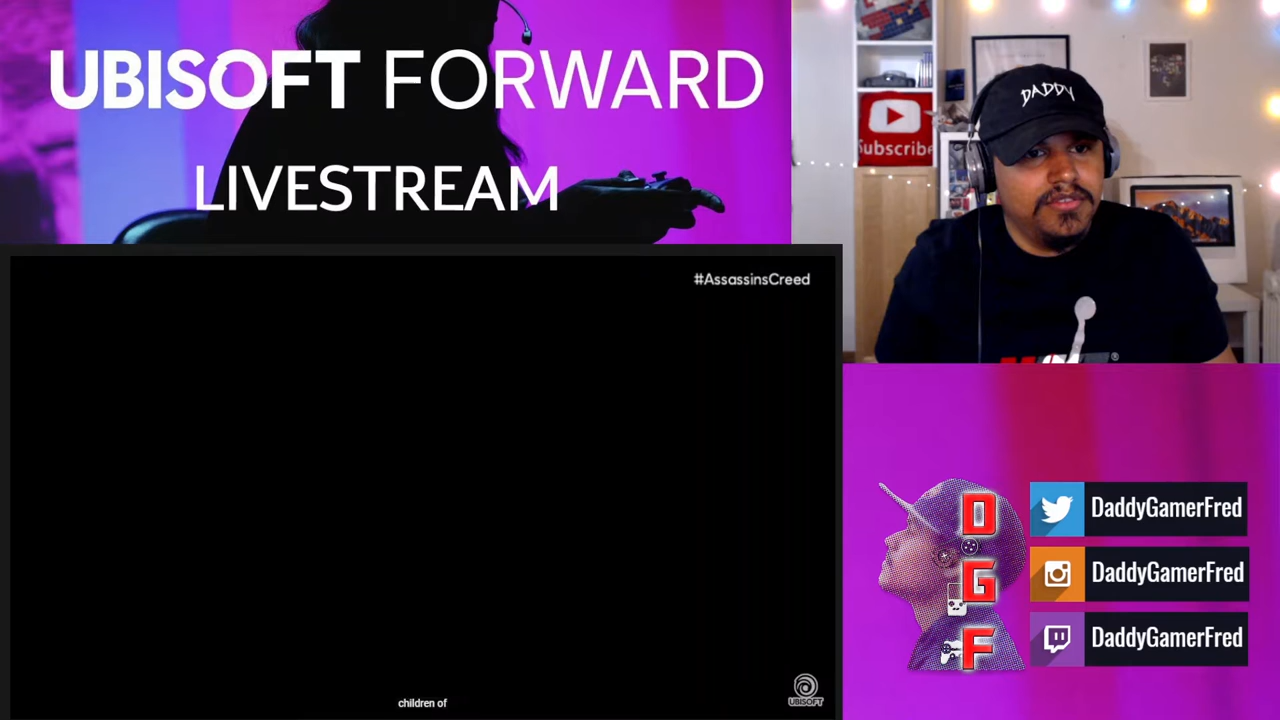 UBISOFT FORWARD
LIVESTREAM
DADDY
Subscribe
#AssassinsCreed
children of
UBISOFT
D
G
F
DaddyGamerFred
DaddyGamerFred
DaddyGamerFred